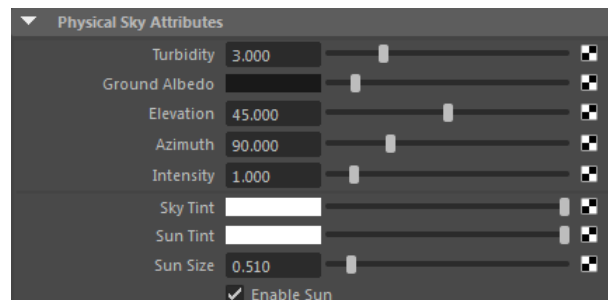 Physical Sky Attributes
Turbidity 3.000
Ground Albedo
Elevation 45.000
Azimuth 90.000
Intensity 1.000
Sky Tint
Sun Tint
Sun Size 0.510
Enable Sun